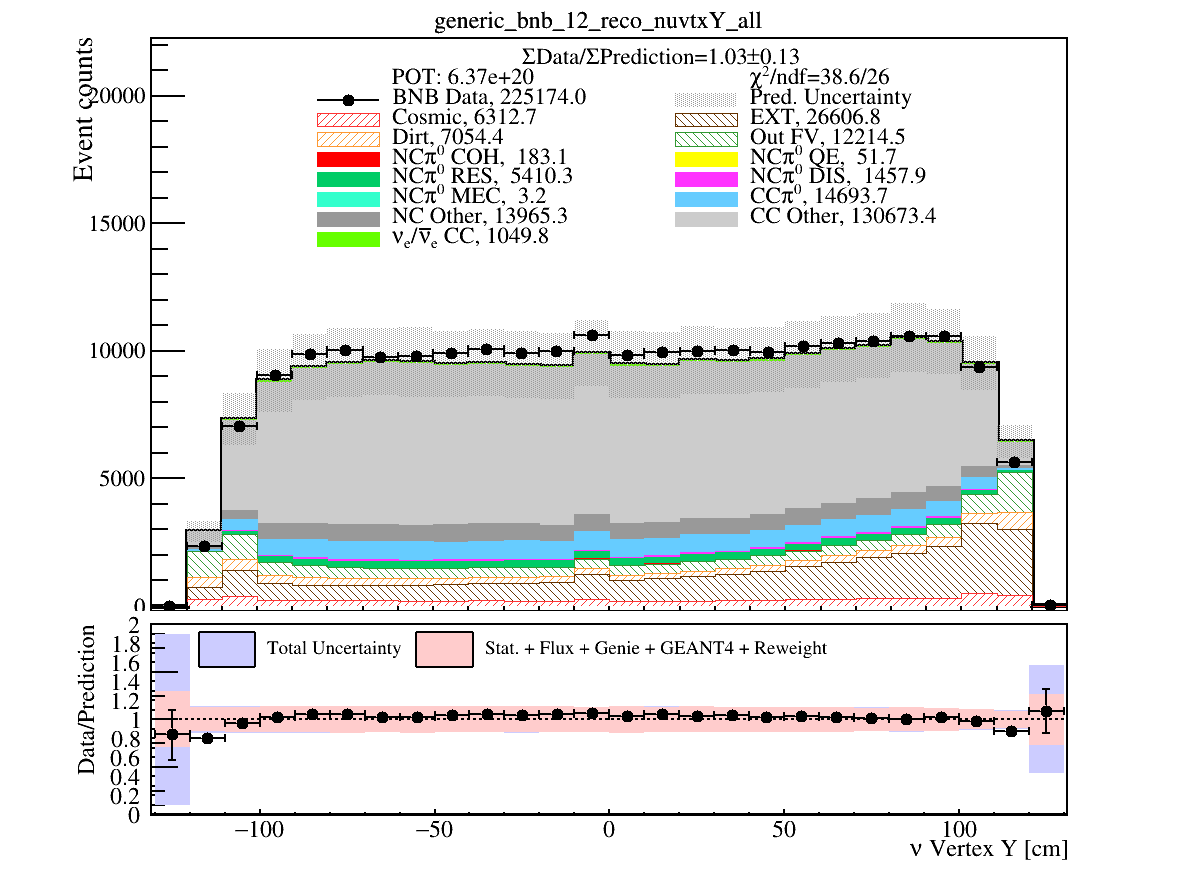 generic_bnb_12_reco_nuvtxY_all
ΣData/ΣPrediction=1.03±0.13
POT: 6.37e+20
χ²/ndf=38.6/26
BNB Data, 225174.0
Pred. Uncertainty
Cosmic, 6312.7
EXT, 26606.8
Dirt, 7054.4
Out FV, 12214.5
NCπ⁰ COH, 183.1
NCπ⁰ QE, 51.7
NCπ⁰ RES, 5410.3
NCπ⁰ DIS, 1457.9
NCπ⁰ MEC, 3.2
CCπ⁰, 14693.7
NC Other, 13965.3
CC Other, 130673.4
νₑ/ν̅ₑ CC, 1049.8
Event counts
20000
15000
10000
5000
0
Total Uncertainty
Stat. + Flux + Genie + GEANT4 + Reweight
Data/Prediction
2
1.8
1.6
1.4
1.2
1
0.8
0.6
0.4
0.2
0
−100
−50
0
50
100
ν Vertex Y [cm]